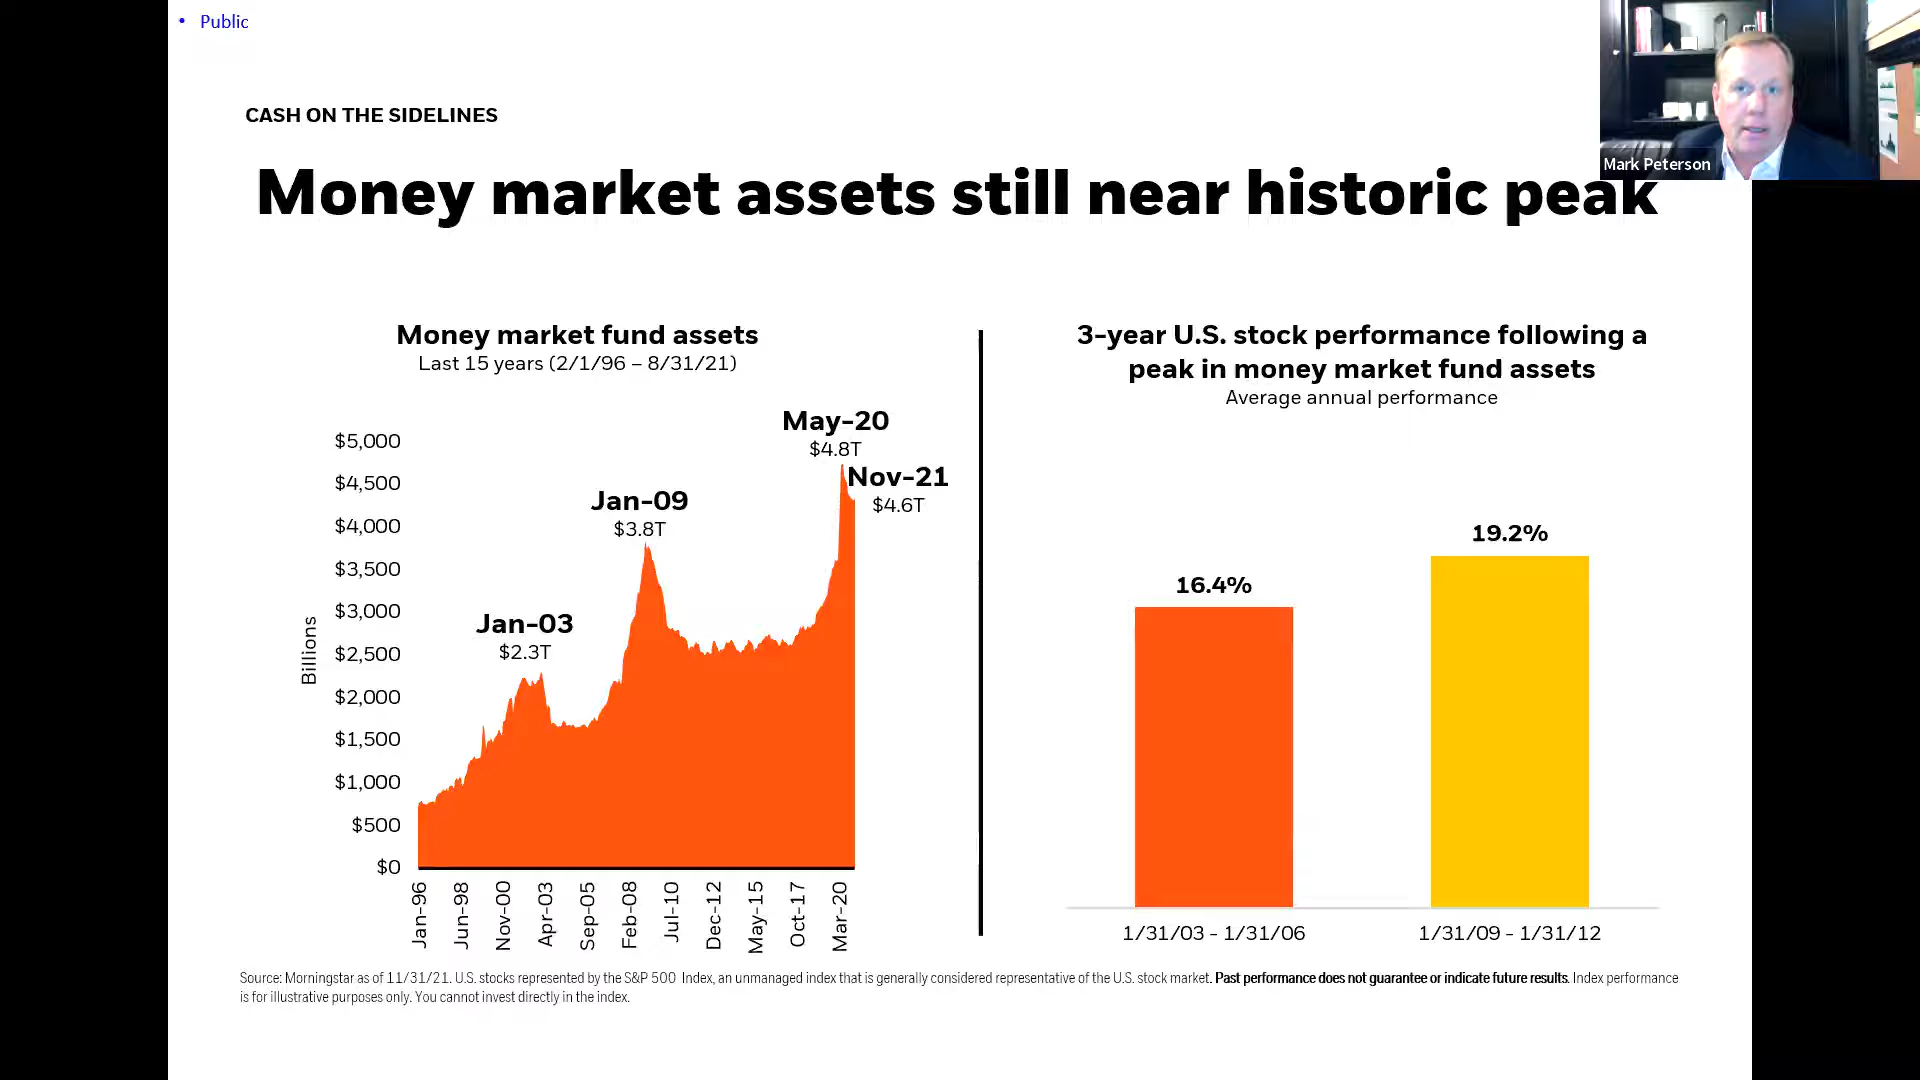 • Public
CASH ON THE SIDELINES
Mark Peterson
Money market assets still near historic peak
Money market fund assets
Last 15 years (2/1/96 – 8/31/21)
Billions
$5,000
$4,500
$4,000
$3,500
$3,000
$2,500
$2,000
$1,500
$1,000
$500
$0
Jan-03
$2.3T
Jan-09
$3.8T
May-20
$4.8T
Nov-21
$4.6T
Jan-96
Jun-98
Nov-00
Apr-03
Sep-05
Feb-08
Jul-10
Dec-12
May-15
Oct-17
Mar-20
3-year U.S. stock performance following a
peak in money market fund assets
Average annual performance
16.4%
19.2%
1/31/03 - 1/31/06
1/31/09 - 1/31/12
Source: Morningstar as of 11/31/21. U.S. stocks represented by the S&P 500 Index, an unmanaged index that is generally considered representative of the U.S. stock market. Past performance does not guarantee or indicate future results. Index performance
is for illustrative purposes only. You cannot invest directly in the index.